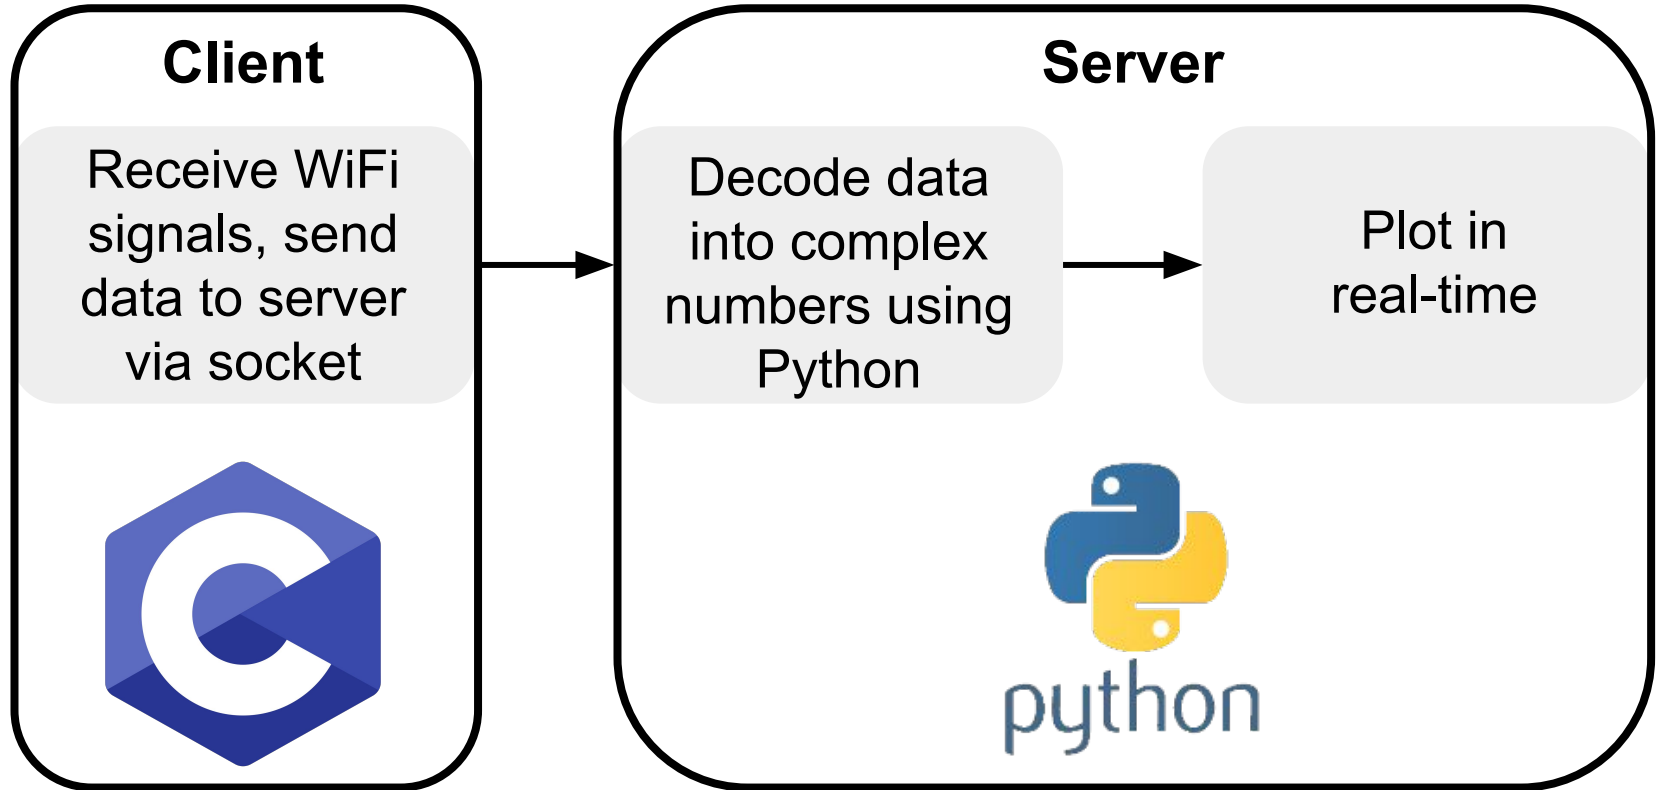 Client
Receive WiFi
signals, send
data to server
via socket
C
Server
Decode data
into complex
numbers using
Python
Plot in
real-time
python